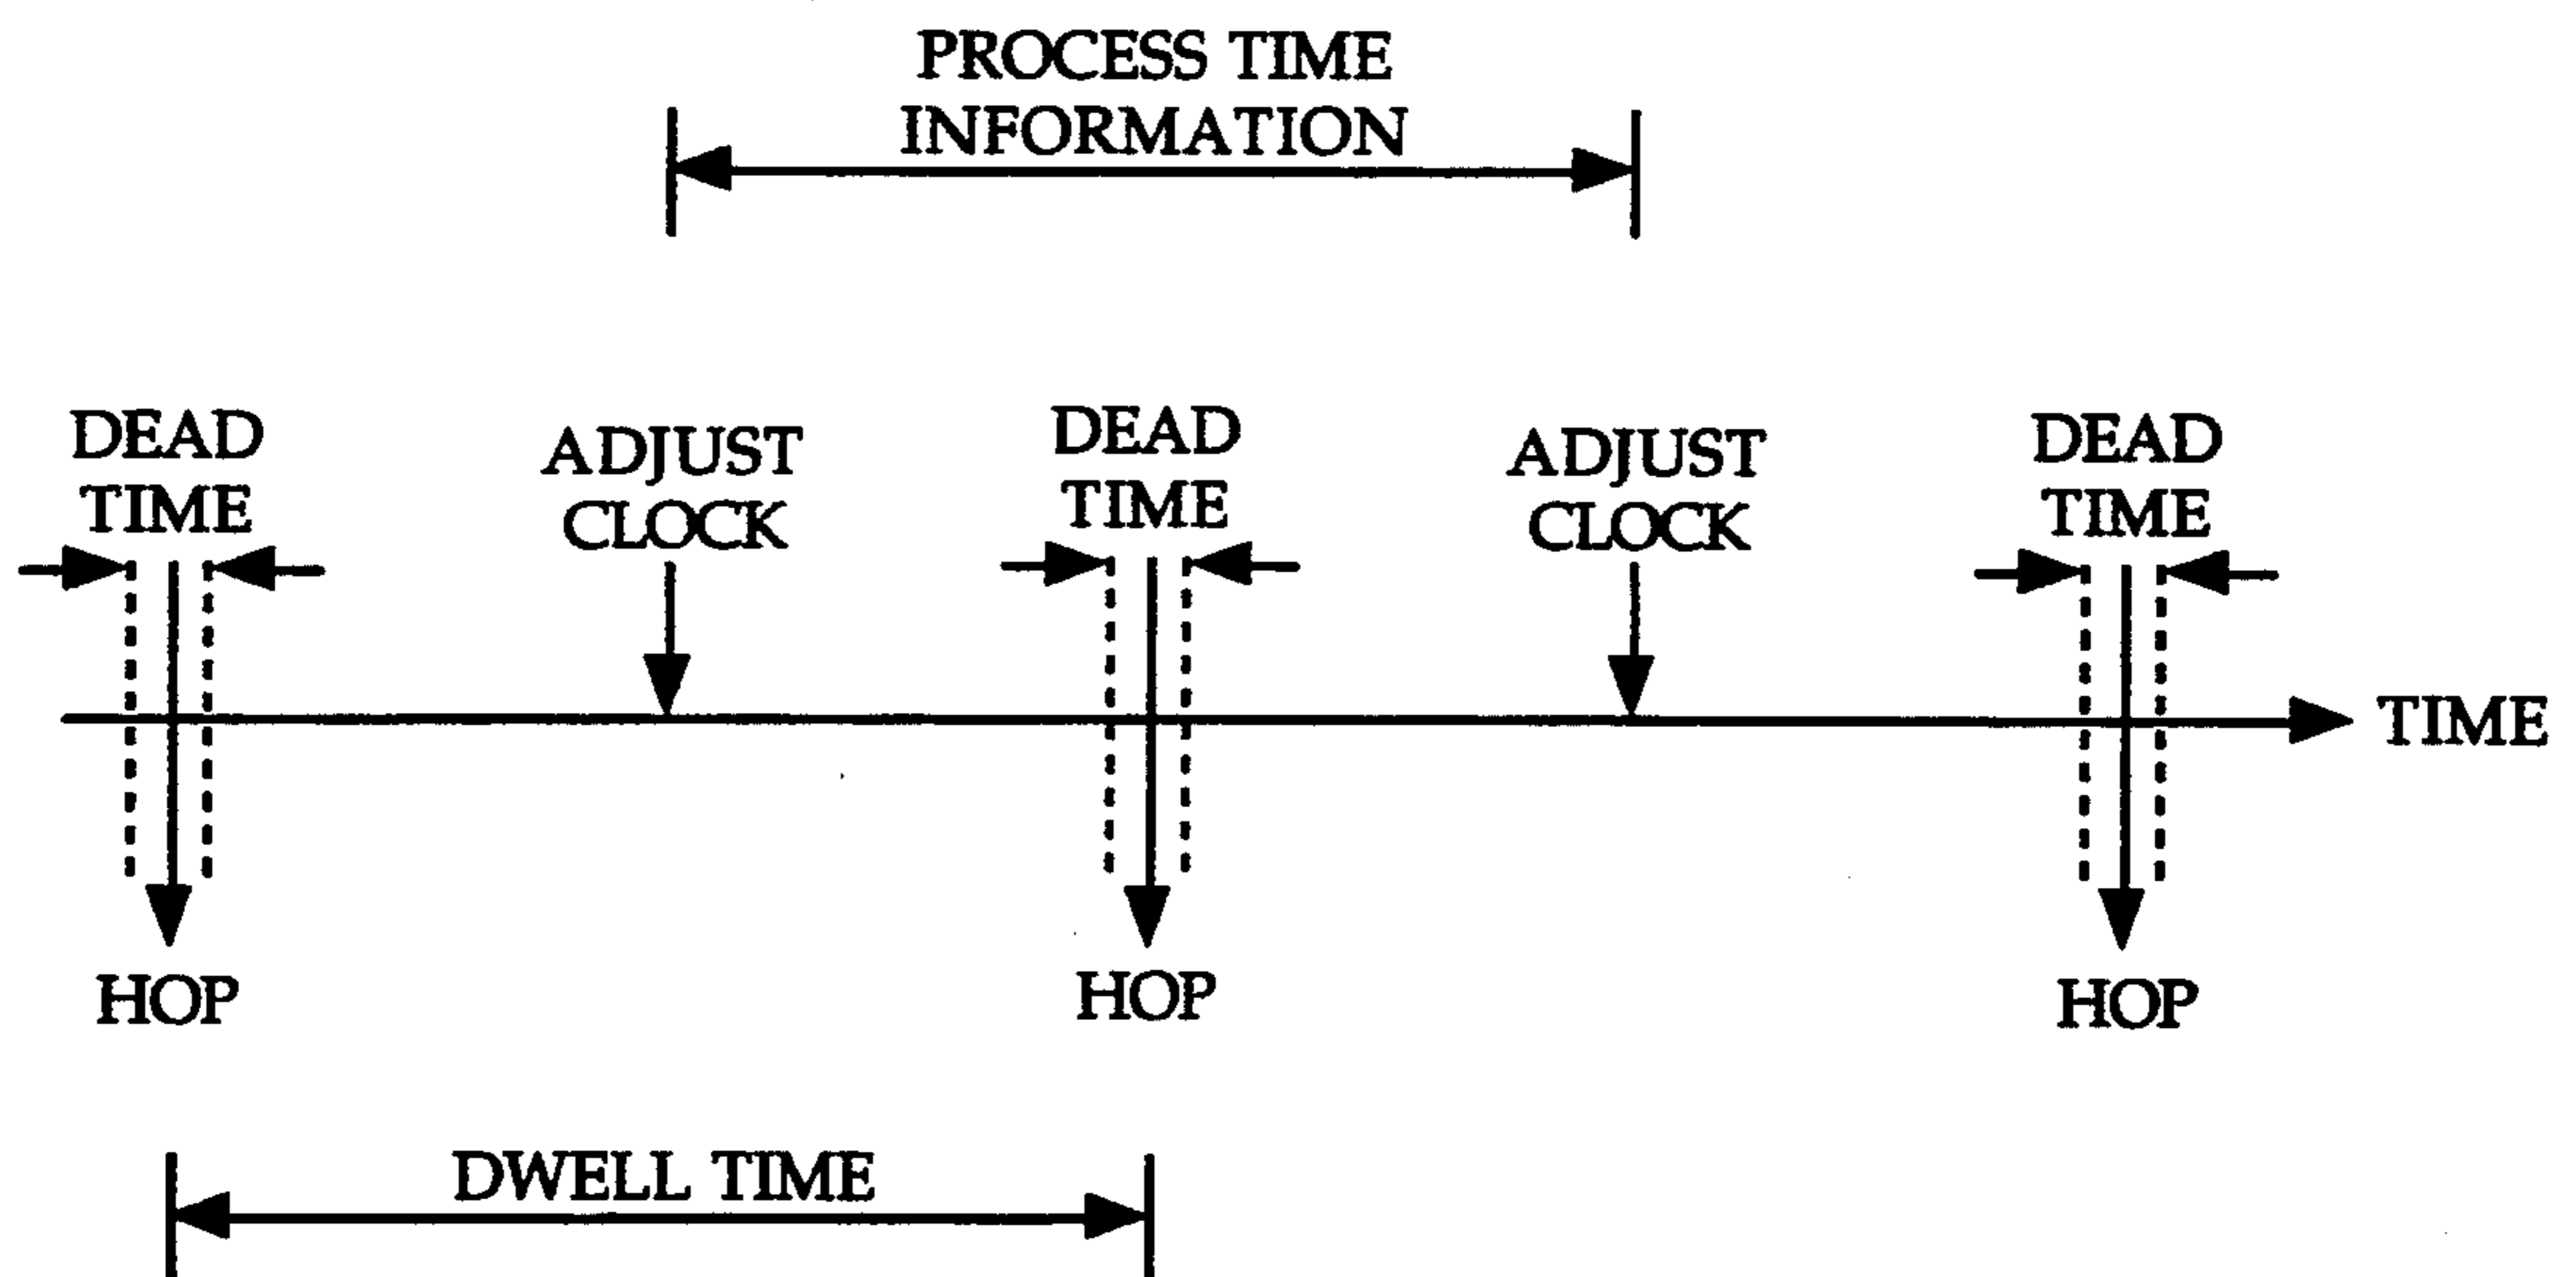 PROCESS TIME
INFORMATION
DEAD
TIME
ADJUST
CLOCK
DEAD
TIME
ADJUST
CLOCK
DEAD
TIME
TIME
HOP
HOP
HOP
DWELL TIME